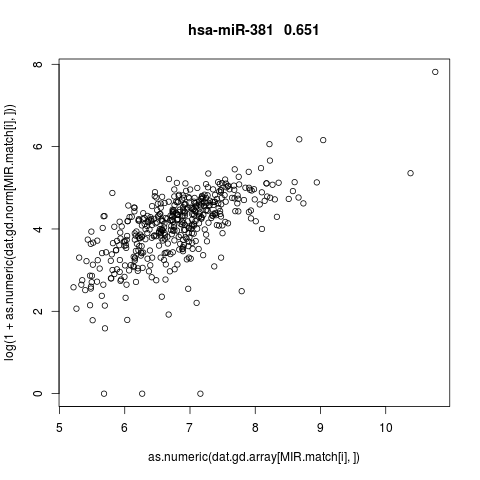 hsa-miR-381 0.651
log(1 + as.numeric(dat.gd.norm[MIR.match[i], ]))
8
6
4
2
0
5 6 7 8 9 10
as.numeric(dat.gd.array[MIR.match[i], ])